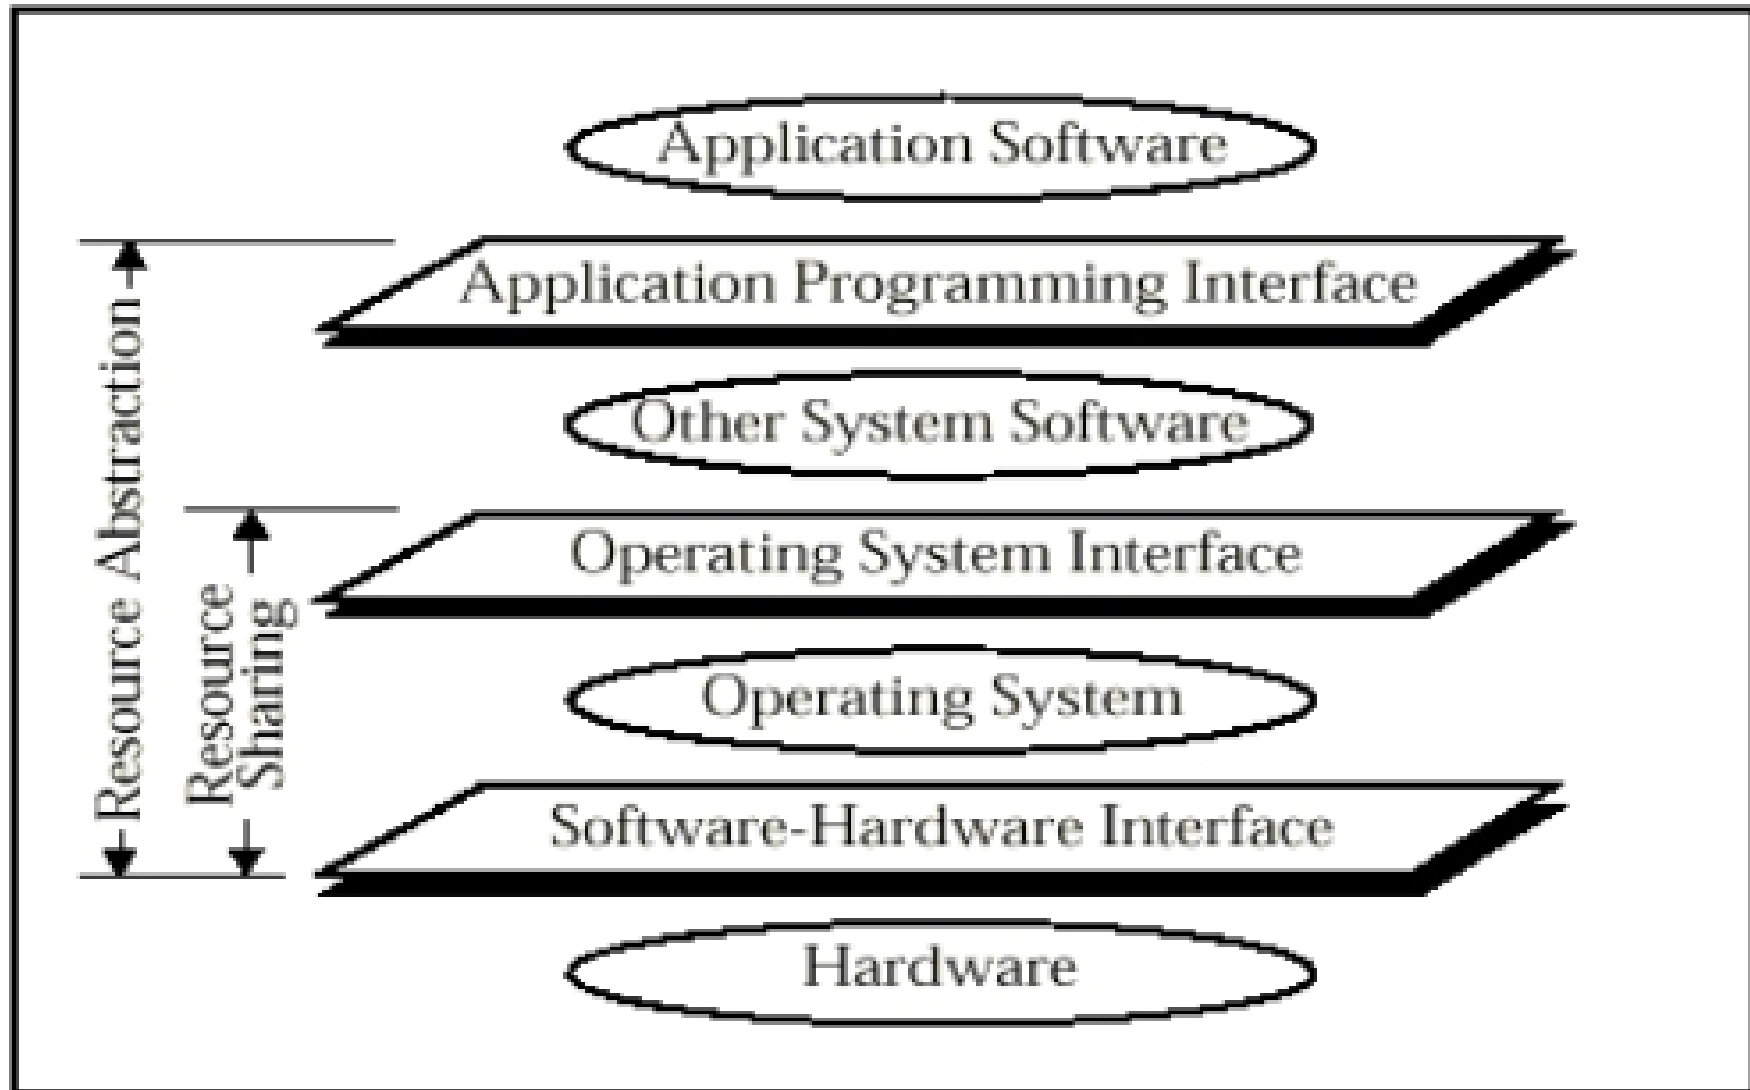 Application Software
Application Programming Interface
Other System Software
Operating System Interface
Operating System
Software-Hardware Interface
Hardware
Resource Abstraction
Resource
Sharing